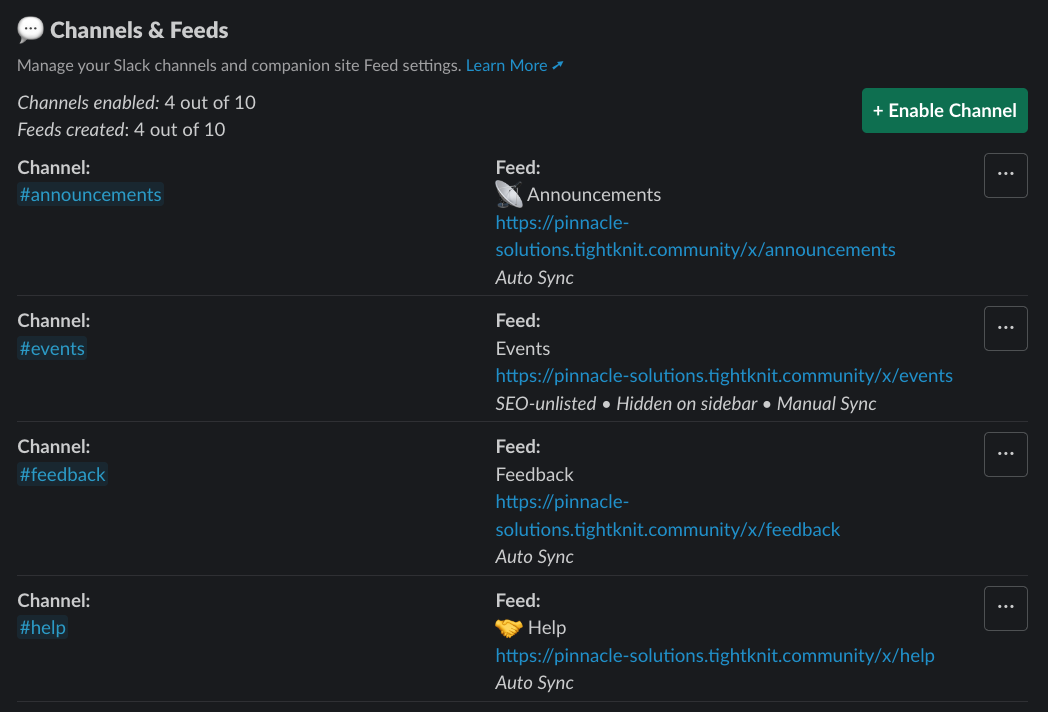 💬 Channels & Feeds
Manage your Slack channels and companion site Feed settings. Learn More ↗
Channels enabled: 4 out of 10
Feeds created: 4 out of 10
+ Enable Channel
Channel:
#announcements
Feed:
📡 Announcements
https://pinnacle-
solutions.tightknit.community/x/announcements
Auto Sync
...
Channel:
#events
Feed:
Events
https://pinnacle-solutions.tightknit.community/x/events
SEO-unlisted • Hidden on sidebar • Manual Sync
...
Channel:
#feedback
Feed:
Feedback
https://pinnacle-
solutions.tightknit.community/x/feedback
Auto Sync
...
Channel:
#help
Feed:
🤝 Help
https://pinnacle-solutions.tightknit.community/x/help
Auto Sync
...